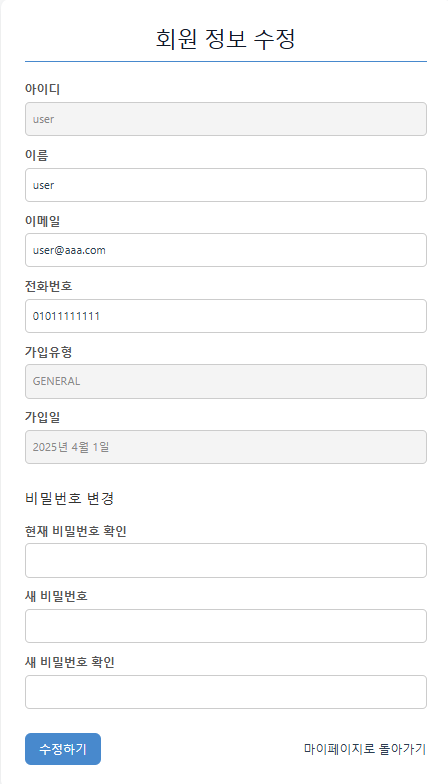 회원 정보 수정
아이디
user
이름
user
이메일
user@aaa.com
전화번호
01011111111
가입유형
GENERAL
가입일
2025년 4월 1일
비밀번호 변경
현재 비밀번호 확인
새 비밀번호
새 비밀번호 확인
수정하기 마이페이지로 돌아가기